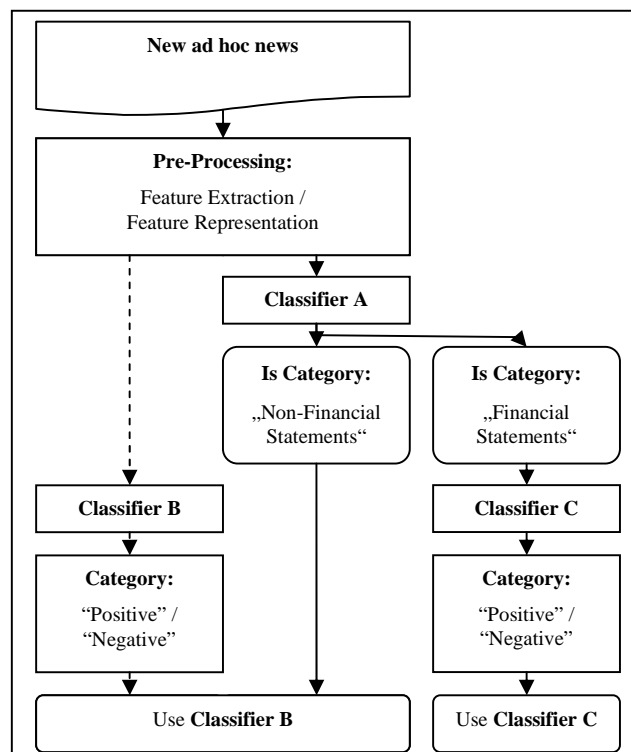 New ad hoc news
Pre-Processing:
Feature Extraction /
Feature Representation
Classifier A
Is Category:
„Non-Financial
Statements“
Is Category:
„Financial
Statements“
Classifier B
Classifier C
Category:
“Positive” /
“Negative”
Category:
“Positive” /
“Negative”
Use Classifier B
Use Classifier C